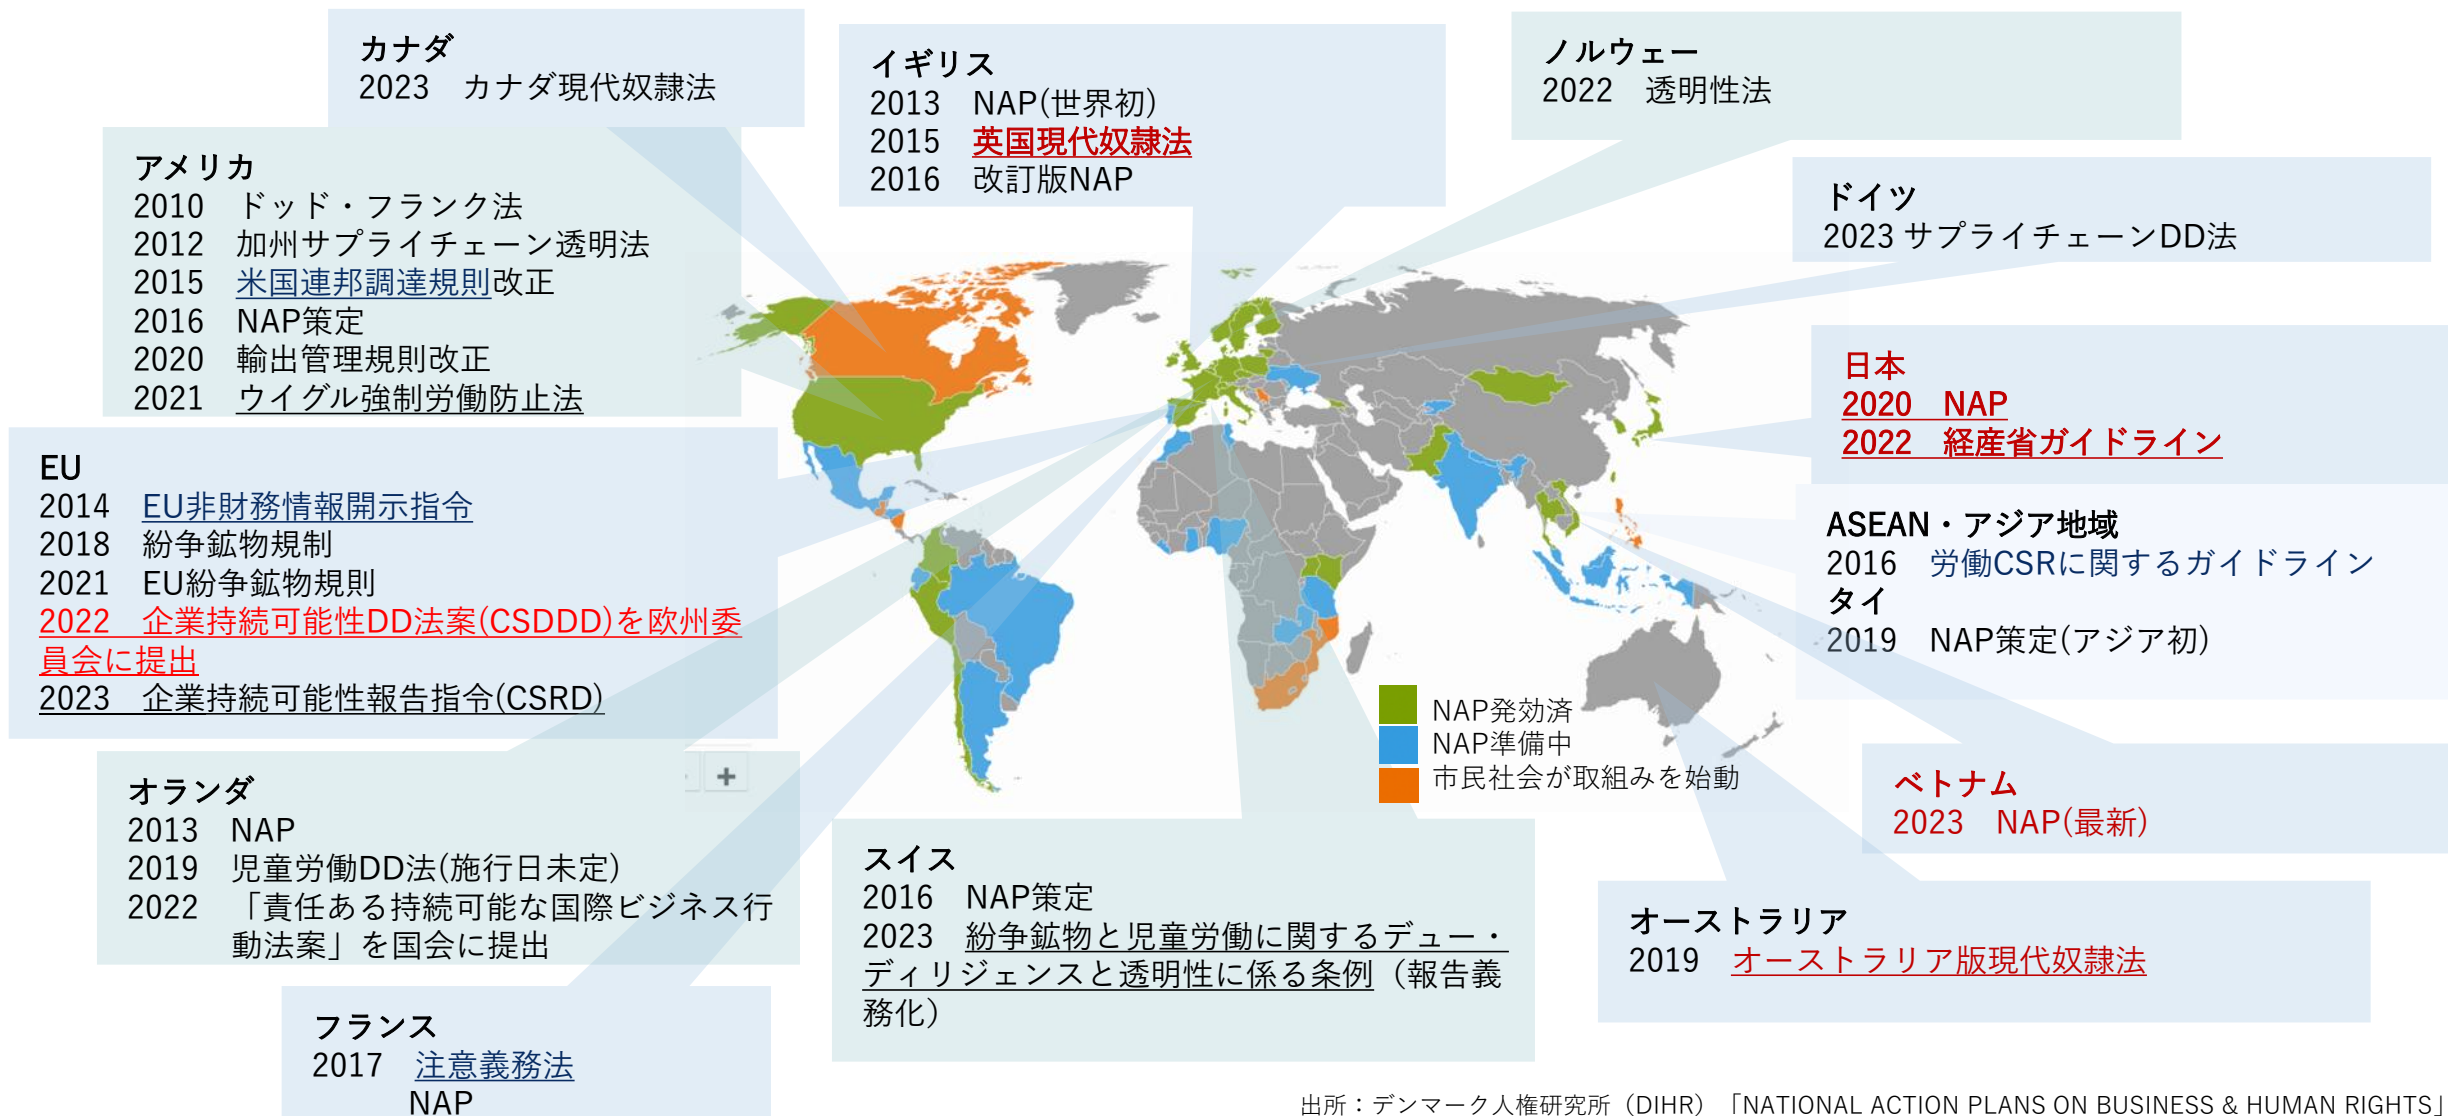 カナダ
2023　カナダ現代奴隷法
イギリス
2013　NAP(世界初)
2015　英国現代奴隷法
2016　改訂版NAP
ノルウェー
2022　透明性法
アメリカ
2010　ドッド・フランク法
2012　加州サプライチェーン透明法
2015　米国連邦調達規則改正
2016　NAP策定
2020　輸出管理規則改正
2021　ウイグル強制労働防止法
ドイツ
2023 サプライチェーンDD法
日本
2020　NAP
2022　経産省ガイドライン
EU
2014　EU非財務情報開示指令
2018　紛争鉱物規制
2021　EU紛争鉱物規則
2022　企業持続可能性DD法案(CSDDD)を欧州委
員会に提出
2023　企業持続可能性報告指令(CSRD)
ASEAN・アジア地域
2016　労働CSRに関するガイドライン
タイ
2019　NAP策定(アジア初)
NAP発効済
NAP準備中
市民社会が取組みを始動
+
オランダ
2013　NAP
2019　児童労働DD法(施行日未定)
2022　「責任ある持続可能な国際ビジネス行
動法案」を国会に提出
ベトナム
2023　NAP(最新)
スイス
2016　NAP策定
2023　紛争鉱物と児童労働に関するデュー・
ディリジェンスと透明性に係る条例（報告義
務化）
オーストラリア
2019　オーストラリア版現代奴隷法
フランス
2017　注意義務法
NAP
出所：デンマーク人権研究所（DIHR）「NATIONAL ACTION PLANS ON BUSINESS & HUMAN RIGHTS」